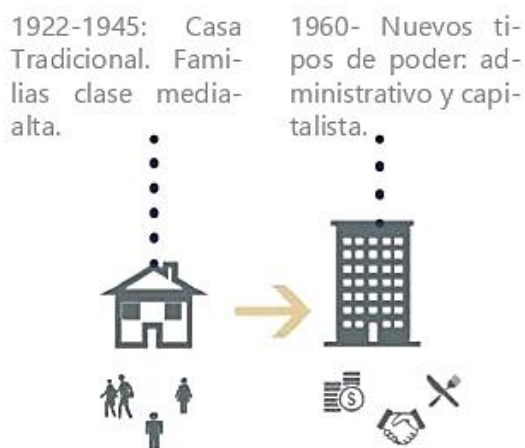 1922-1945: Casa
Tradicional. Fami-
lias clase media-
alta.
1960- Nuevos ti-
pos de poder: ad-
ministrativo y capi-
talista.
$